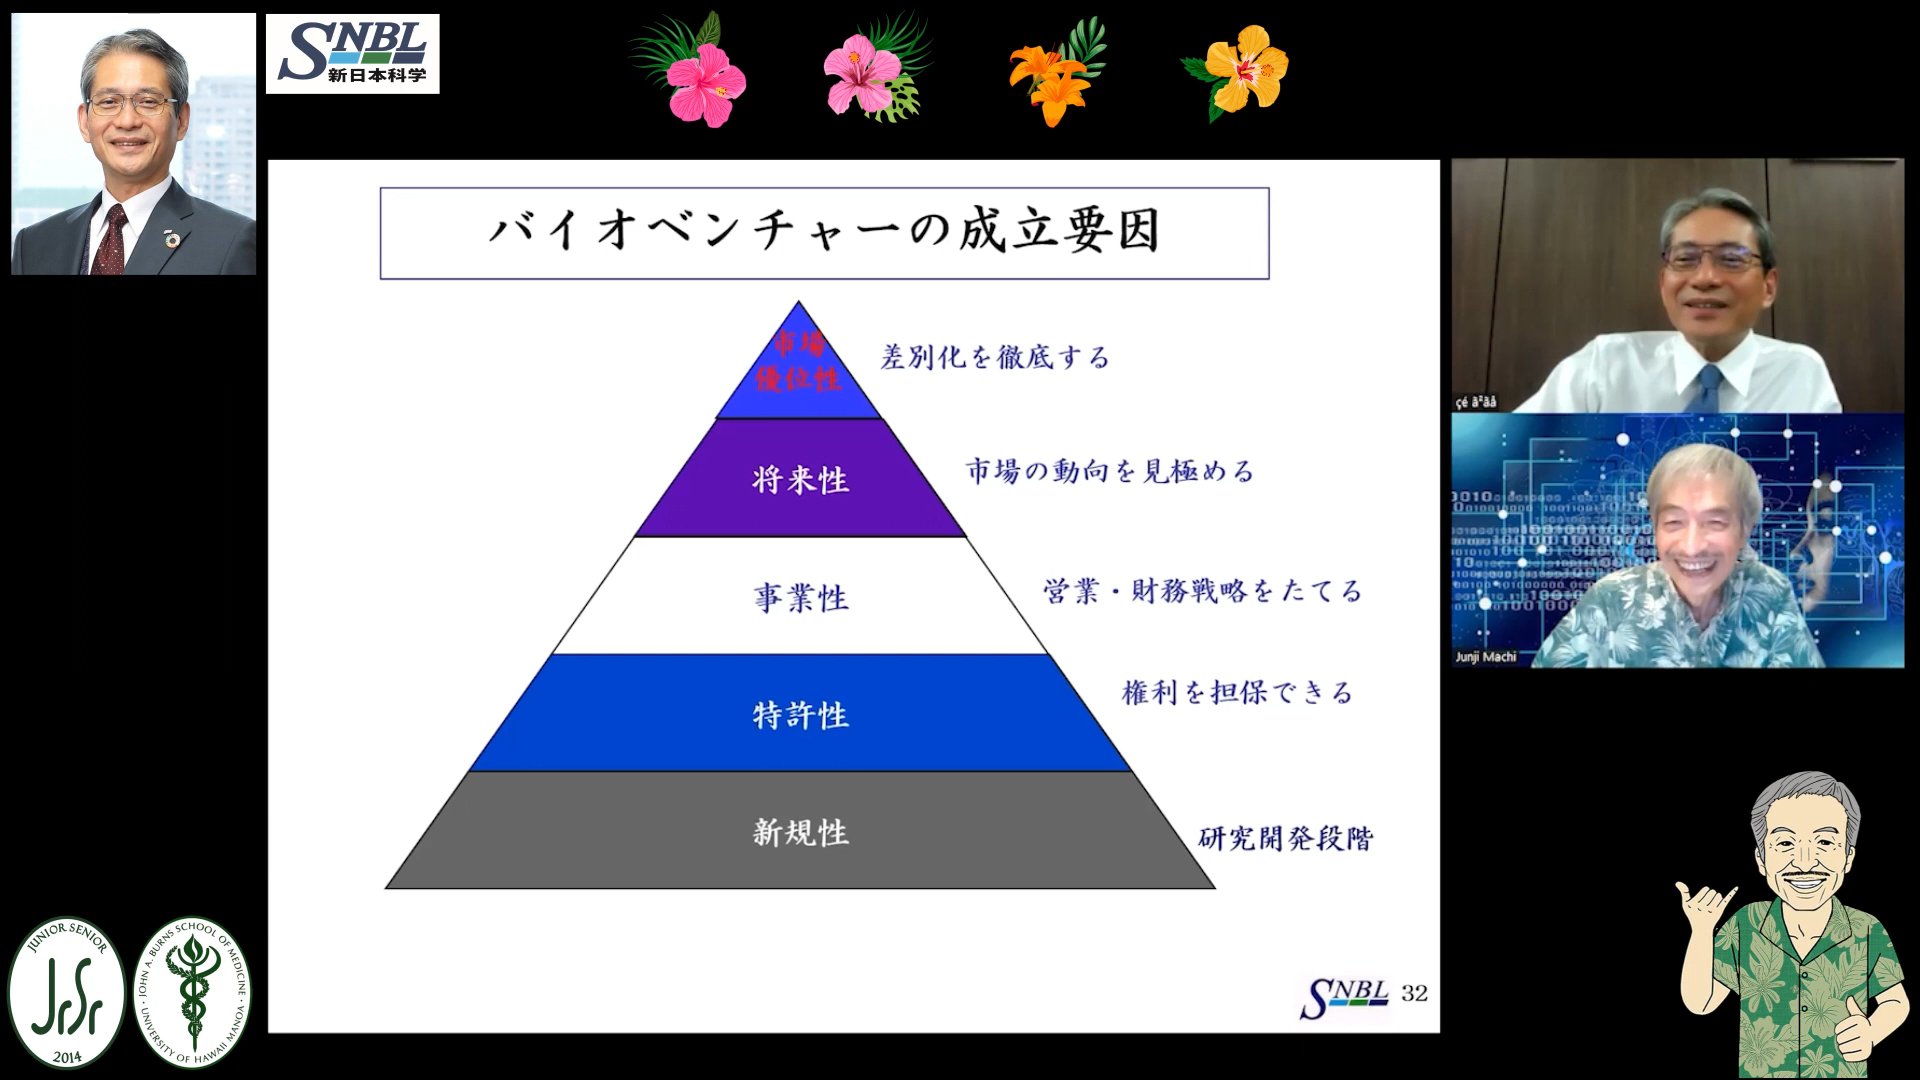 SNBL
新日本科学
バイオベンチャーの成立要因
市場
優位性
差別化を徹底する
将来性
市場の動向を見極める
事業性
営業・財務戦略をたてる
特許性
権利を担保できる
新規性
研究開発段階
SNBL 32
çé ã²ãå
Junji Machi
JUNIOR SENIOR
JrSr
2014
JOHN A. BURNS SCHOOL OF MEDICINE
UNIVERSITY OF HAWAII MANOA